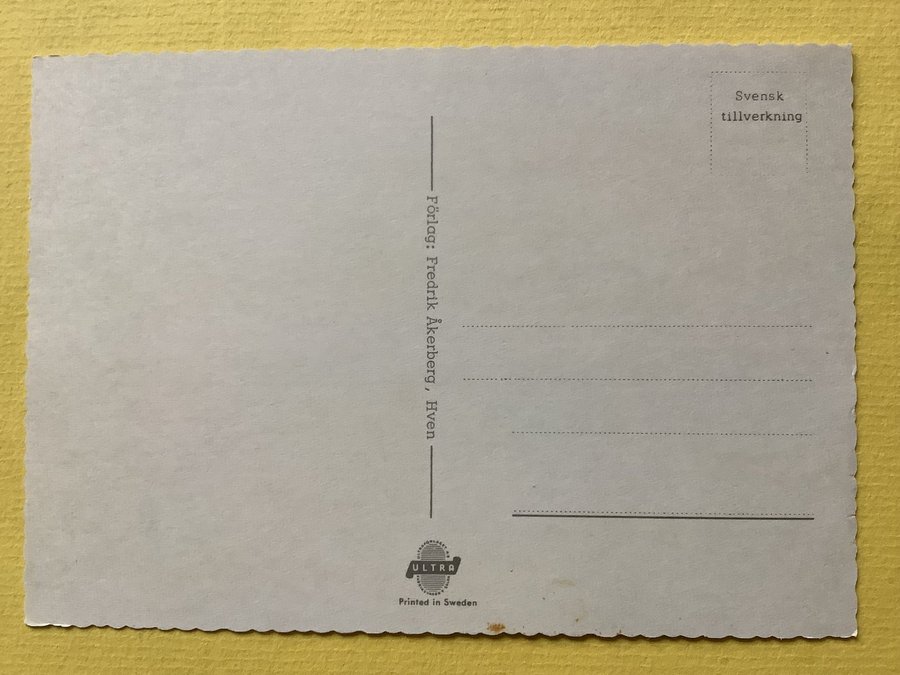 Svensk
tillverkning
Förlag: Fredrik Åkerberg, Hven
ULTRA
Printed in Sweden